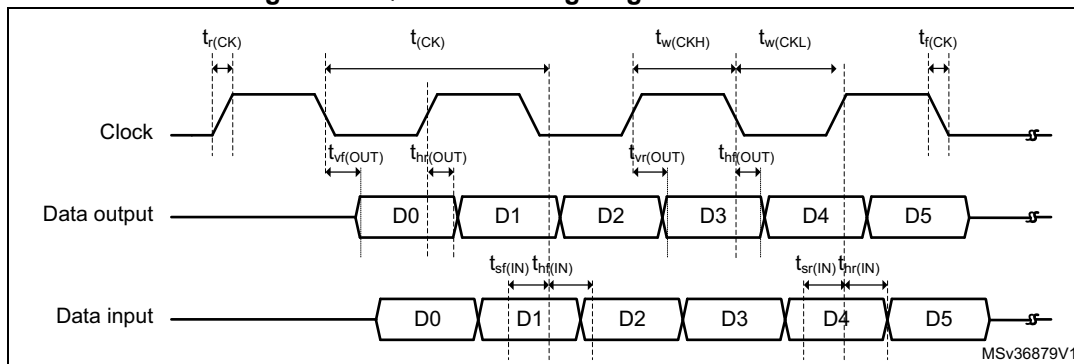 t_r(CK) t_(CK) t_w(CKH) t_w(CKL) t_f(CK)
Clock
t_vf(OUT) t_hr(OUT) t_vr(OUT) t_hf(OUT)
Data output D0 D1 D2 D3 D4 D5
t_sf(IN) t_hf(IN) t_sr(IN) t_hr(IN)
Data input D0 D1 D2 D3 D4 D5
MSv36879V1